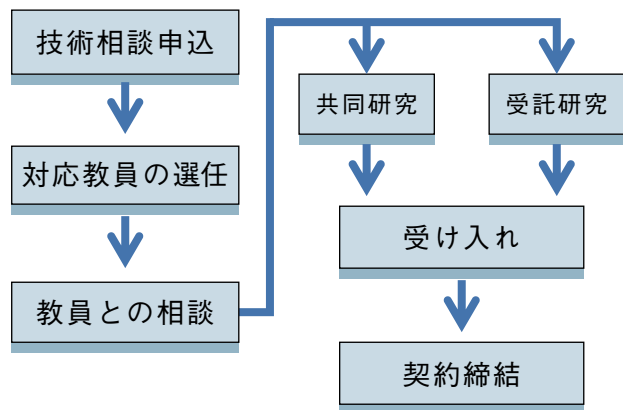 技術相談申込
対応教員の選任
教員との相談
共同研究
受託研究
受け入れ
契約締結